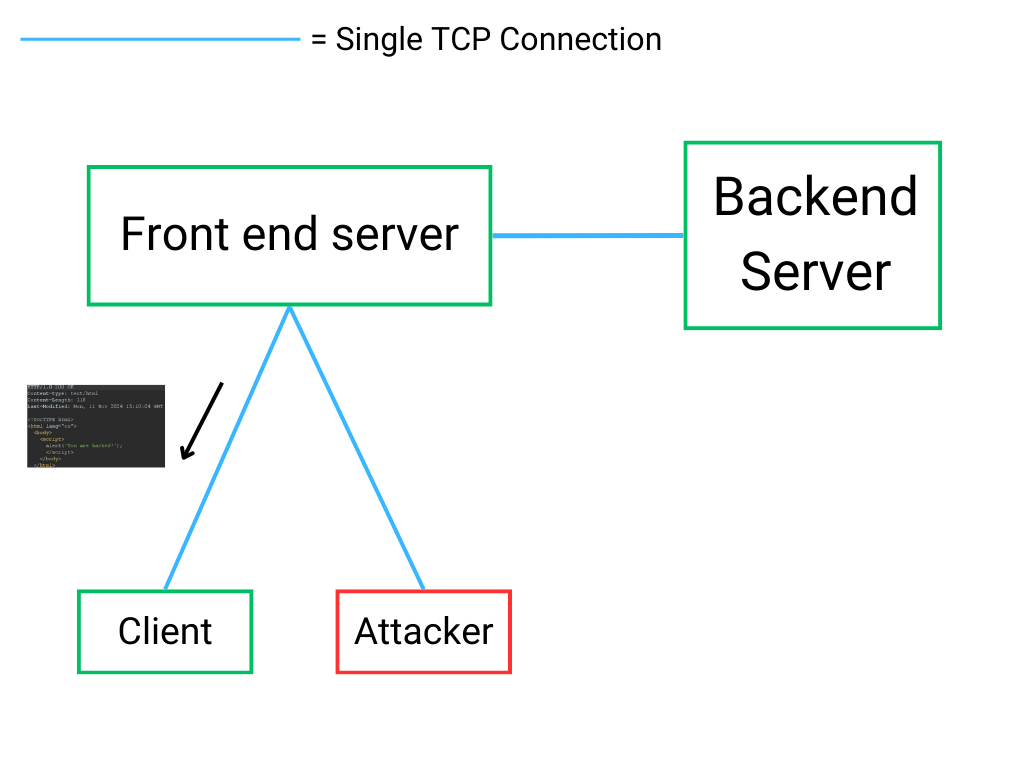 = Single TCP Connection
Front end server
Backend
Server
HTTP/1.0 200 OK
Content-type: text/html
Content-Length: 118
Last-Modified: Mon, 11 Nov 2024 15:10:04 GMT
<!DOCTYPE html>
<html lang="en">
<body>
<script>
alert("You are hacked!");
</script>
</body>
</html>
Client
Attacker